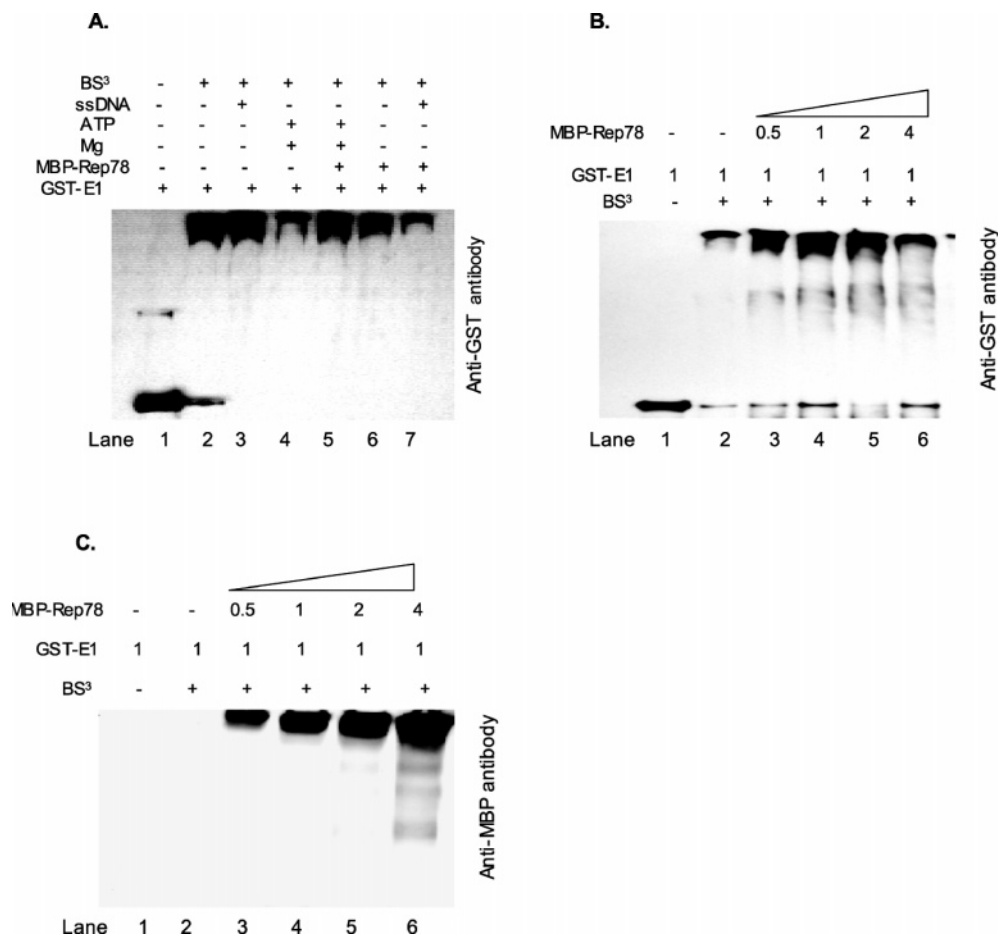 A.
BS³ - + + + + + +
ssDNA - - + - - - +
ATP - - - + + - -
Mg - - - + + - -
MBP-Rep78 - - - - + + +
GST-E1 + + + + + + +
Anti-GST antibody
Lane 1 2 3 4 5 6 7
B.
MBP-Rep78 - - 0.5 1 2 4
GST-E1 1 1 1 1 1 1
BS³ - + + + + +
Anti-GST antibody
Lane 1 2 3 4 5 6
C.
MBP-Rep78 - - 0.5 1 2 4
GST-E1 1 1 1 1 1 1
BS³ - + + + + +
Anti-MBP antibody
Lane 1 2 3 4 5 6